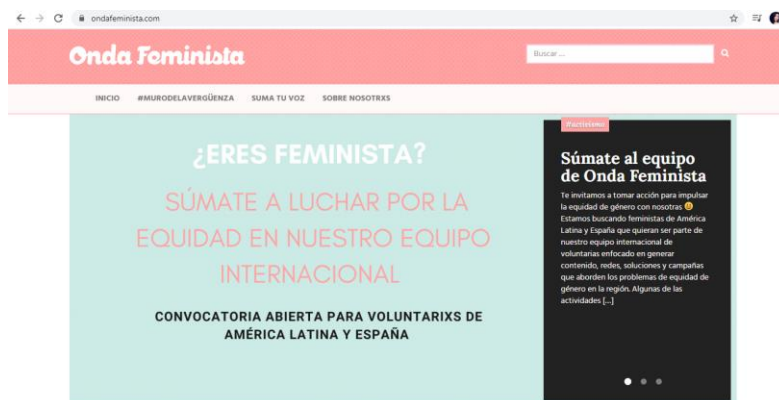 ondafeminista.com
Onda Feminista
Buscar ...
INICIO #MURODELAVERGÜENZA SUMA TU VOZ SOBRE NOSOTRXS
¿ERES FEMINISTA?
SÚMATE A LUCHAR POR LA
EQUIDAD EN NUESTRO EQUIPO
INTERNACIONAL
CONVOCATORIA ABIERTA PARA VOLUNTARIXS DE
AMÉRICA LATINA Y ESPAÑA
#activismo
Súmate al equipo
de Onda Feminista
Te invitamos a tomar acción para impulsar
la equidad de género con nosotras 😀
Estamos buscando feministas de América
Latina y España que quieran ser parte de
nuestro equipo internacional de
voluntarias enfocado en generar
contenido, redes, soluciones y campañas
que aborden los problemas de equidad de
género en la región. Algunas de las
actividades [...]